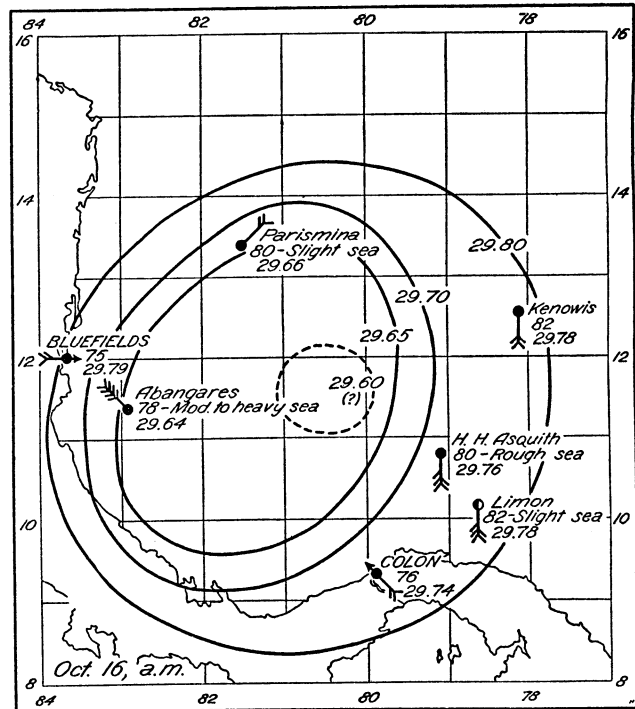 84 82 80 78
16 16
14 14
Parismina
80-Slight sea
29.66
29.80
29.70
29.65
Kenowis
82
29.78
BLUEFIELDS
75
29.79
12 12
29.60
(?)
Abangares
78-Mod. to heavy sea
29.64
H. H. Asquith
80-Rough sea
29.76
Limon
82-Slight sea
29.78
10 10
COLON
76
29.74
Oct. 16, a.m.
8 8
84 82 80 78